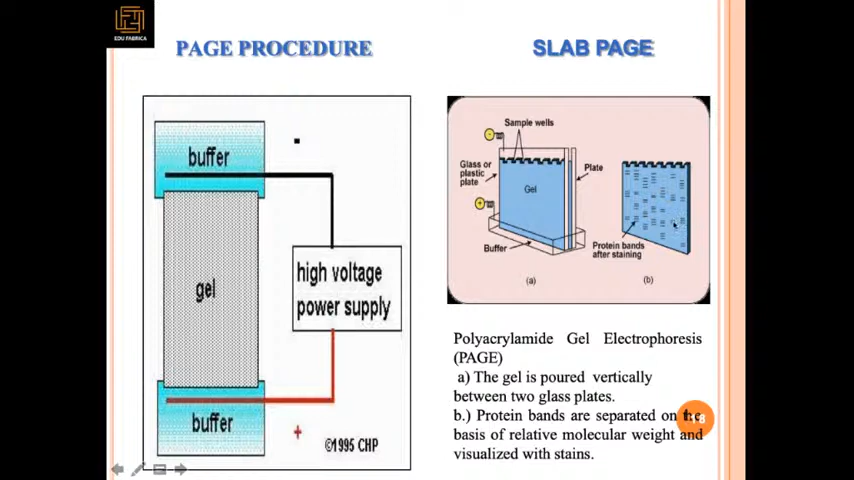 EDU FABRICA
PAGE PROCEDURE
SLAB PAGE
buffer
-
gel
high voltage
power supply
buffer
+
©1995 CHP
Sample wells
-
Glass or
plastic
plate
Gel
Plate
+
Buffer
Protein bands
after staining
(a)
(b)
Polyacrylamide Gel Electrophoresis
(PAGE)
a) The gel is poured vertically
between two glass plates.
b.) Protein bands are separated on the
basis of relative molecular weight and
visualized with stains.